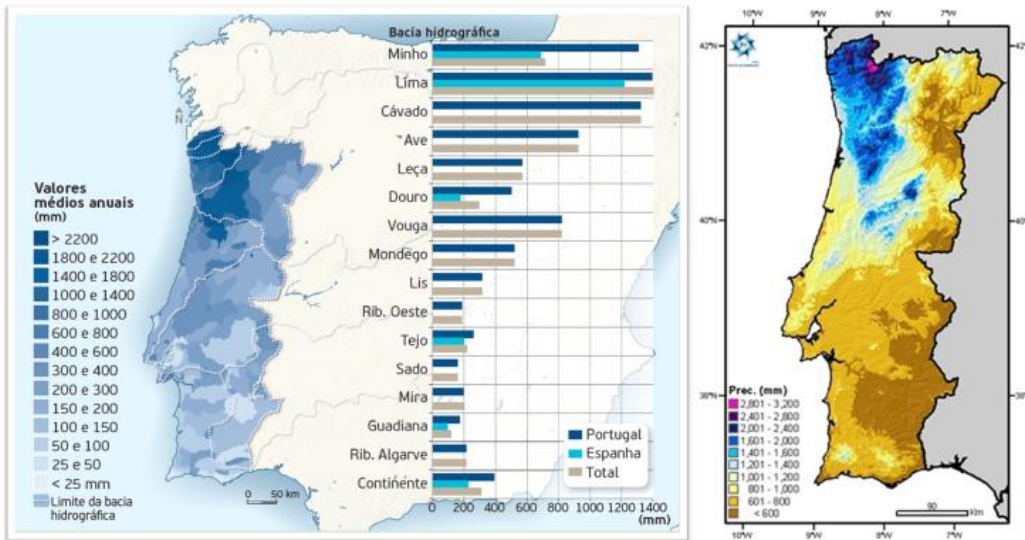 Bacia hidrográfica
Minho
Lima
Cávado
Ave
Leça
Douro
Vouga
Mondego
Lis
Rib. Oeste
Tejo
Sado
Mira
Guadiana
Rib. Algarve
Continente
0 200 400 600 800 1000 1200 1400
(mm)
Portugal
Espanha
Total
N
Valores
médios anuais
(mm)
> 2200
1800 e 2200
1400 e 1800
1000 e 1400
800 e 1000
600 e 800
400 e 600
300 e 400
200 e 300
150 e 200
100 e 150
50 e 100
25 e 50
< 25 mm
Limite da bacia
hidrográfica
0 50 km
10°W 9°W 8°W 7°W
42°N
40°N
38°N
Prec. (mm)
2,801 - 3,200
2,401 - 2,800
2,001 - 2,400
1,601 - 2,000
1,401 - 1,600
1,201 - 1,400
1,001 - 1,200
801 - 1,000
601 - 800
< 600
90
Km
10°W 9°W 8°W 7°W